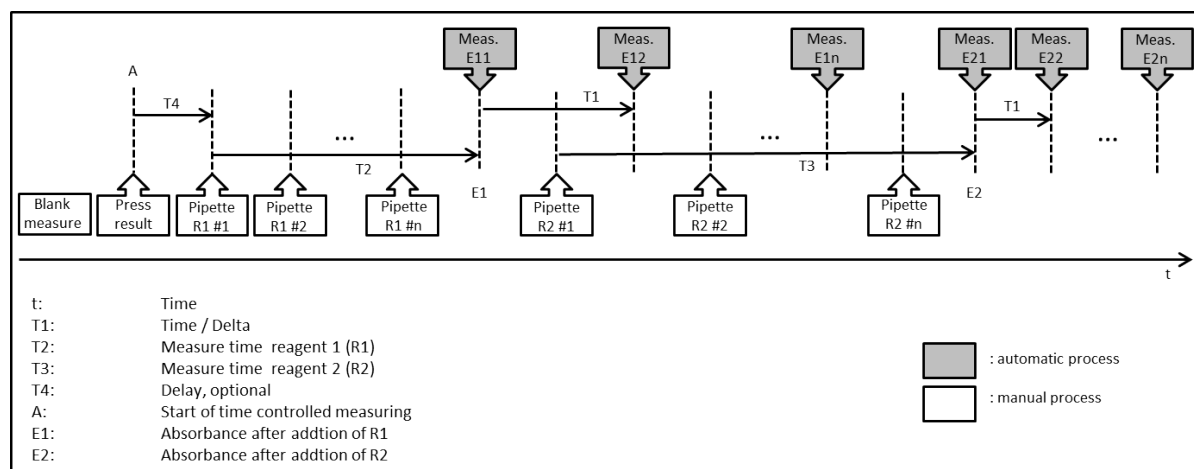 Meas. E11
Meas. E12
Meas. E1n
Meas. E21
Meas. E22
Meas. E2n
A
T4
T1
T1
...
...
...
T2
T3
E1
E2
Blank measure
Press result
Pipette R1 #1
Pipette R1 #2
Pipette R1 #n
Pipette R2 #1
Pipette R2 #2
Pipette R2 #n
t
t: Time
T1: Time / Delta
T2: Measure time reagent 1 (R1)
T3: Measure time reagent 2 (R2)
T4: Delay, optional
A: Start of time controlled measuring
E1: Absorbance after addtion of R1
E2: Absorbance after addtion of R2
: automatic process
: manual process